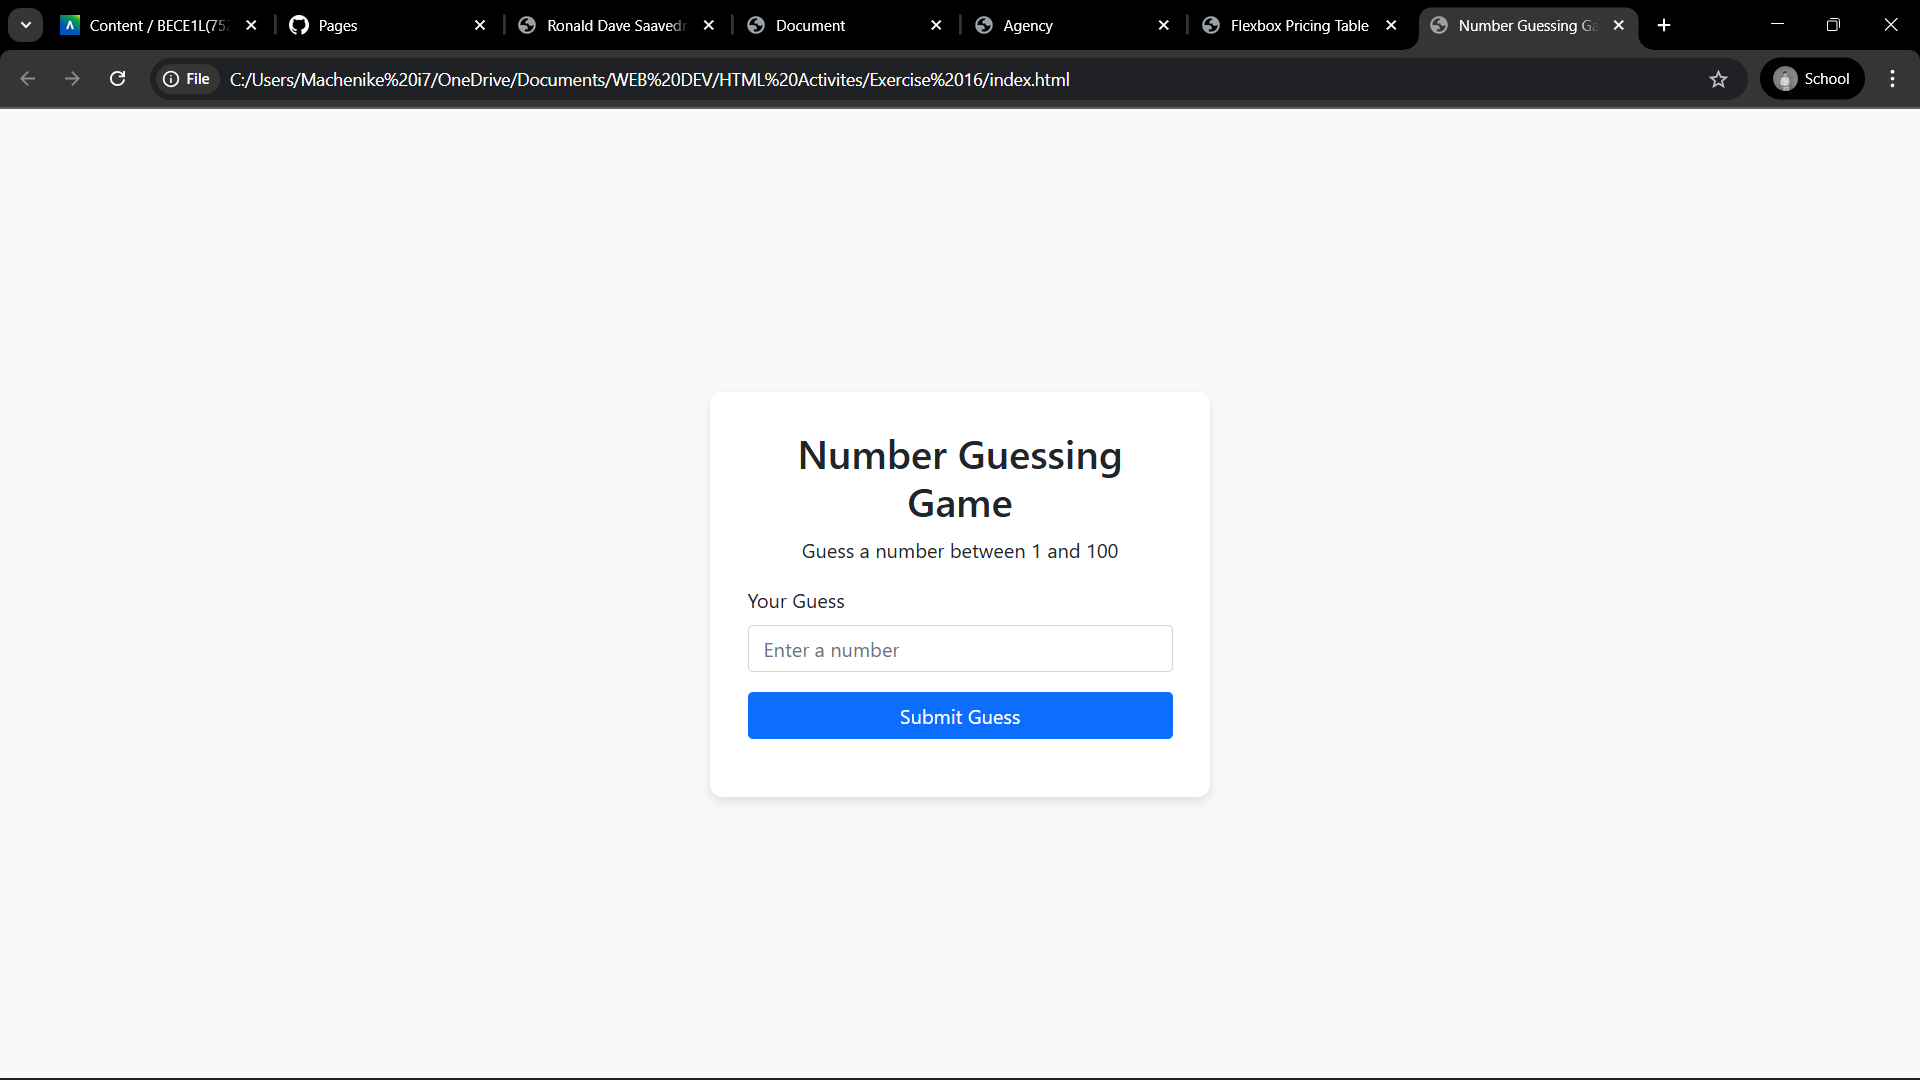 Content / BECE1L(752
Pages
Ronald Dave Saavedr
Document
Agency
Flexbox Pricing Table
Number Guessing Ga
File
C:/Users/Machenike%20i7/OneDrive/Documents/WEB%20DEV/HTML%20Activites/Exercise%2016/index.html
School
Number Guessing
Game
Guess a number between 1 and 100
Your Guess
Enter a number
Submit Guess